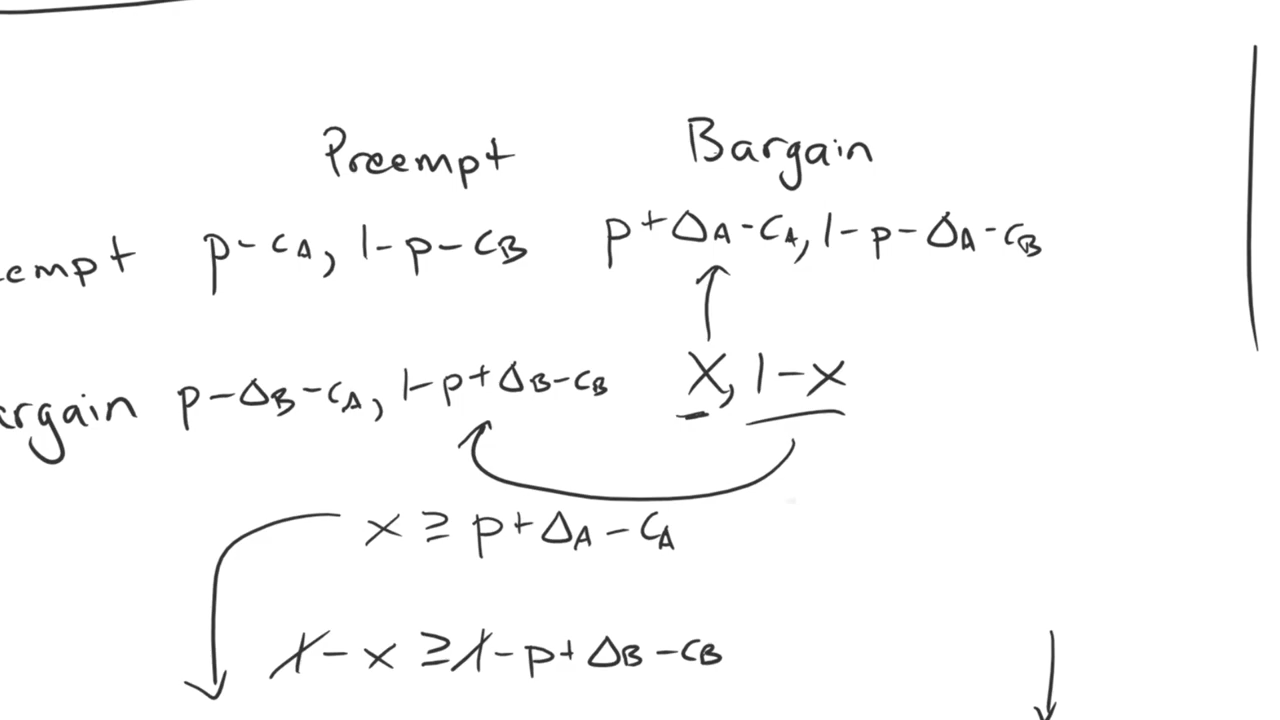 Preempt Bargain
empt p-cA, 1-p-cB p+ΔA-cA, 1-p-ΔA-cB
argain p-ΔB-cA, 1-p+ΔB-cB x, 1-x
x ≥ p+ΔA-cA
1-x ≥ 1-p+ΔB-cB